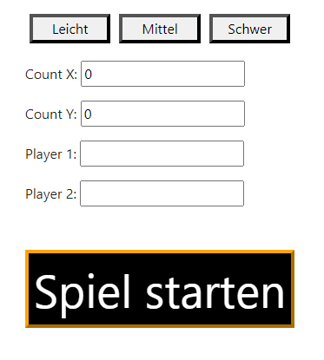 Leicht Mittel Schwer
Count X: 0
Count Y: 0
Player 1:
Player 2:
Spiel starten